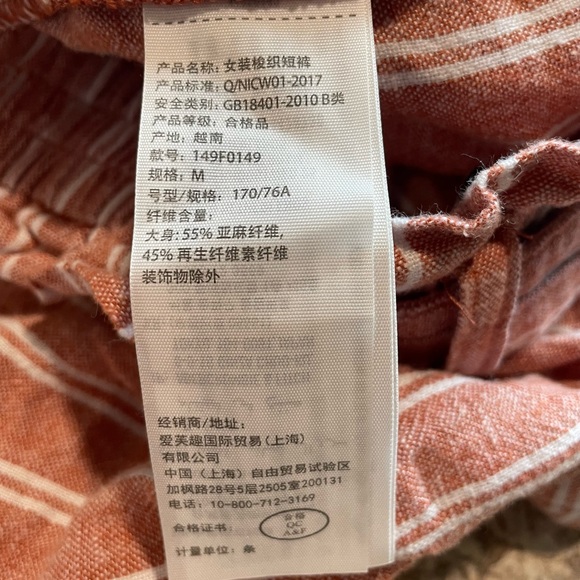 产品名称: 女装梭织短裤
产品标准: Q/NICW01-2017
安全类别: GB18401-2010 B类
产品等级: 合格品
产地: 越南
款号: 149F0149
规格: M
号型/规格: 170/76A
纤维含量:
大身: 55% 亚麻纤维,
45% 再生纤维素纤维
装饰物除外
经销商/地址:
爱芙趣国际贸易(上海)
有限公司
中国(上海)自由贸易试验区
加枫路28号5层2505室200131
电话: 10-800-712-3169
合格证书:
合格
QC
A&F
计量单位: 条